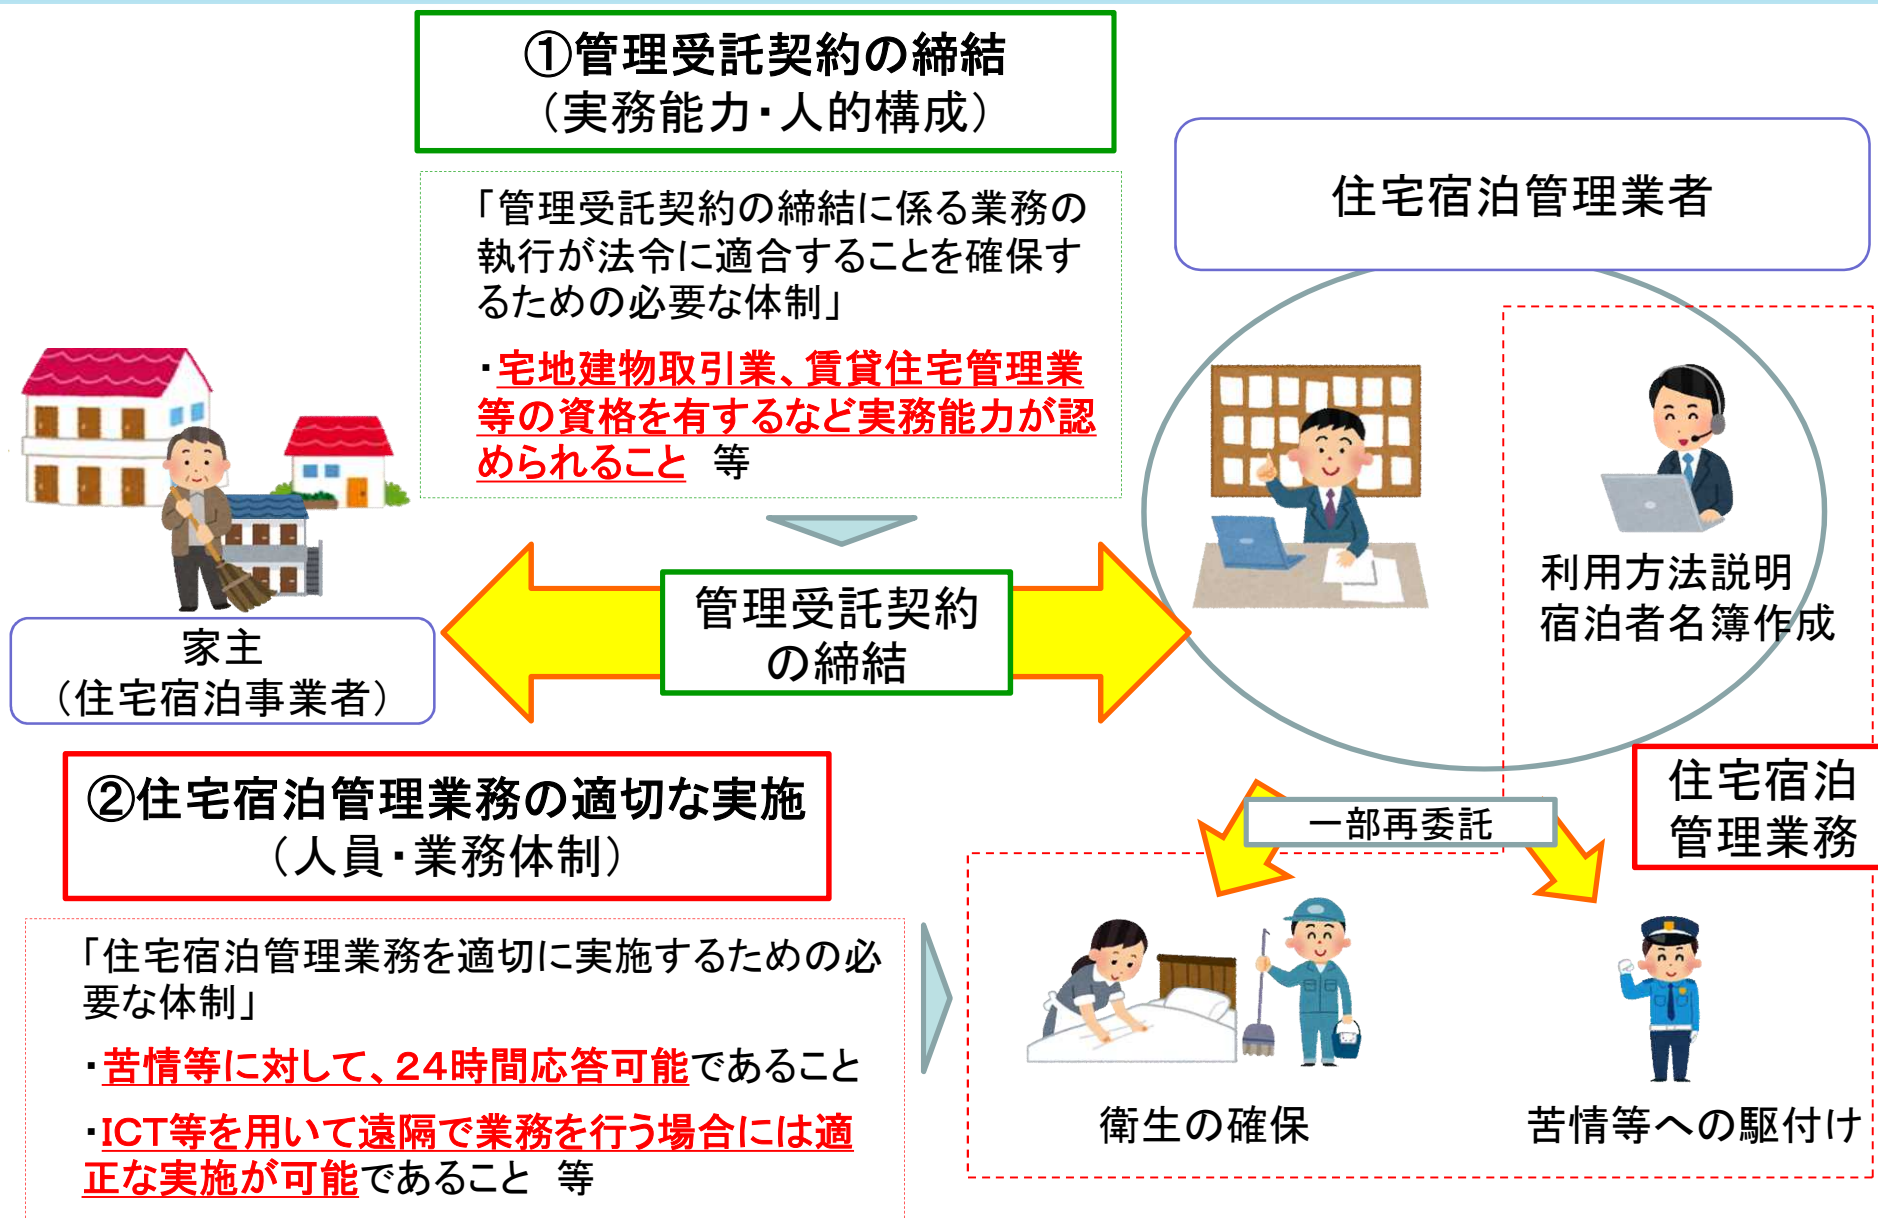 ①管理受託契約の締結
（実務能力・人的構成）
「管理受託契約の締結に係る業務の
執行が法令に適合することを確保す
るための必要な体制」
・宅地建物取引業、賃貸住宅管理業
等の資格を有するなど実務能力が認
められること　等
住宅宿泊管理業者
利用方法説明
宿泊者名簿作成
管理受託契約
の締結
家主
（住宅宿泊事業者）
②住宅宿泊管理業務の適切な実施
（人員・業務体制）
「住宅宿泊管理業務を適切に実施するための必
要な体制」
・苦情等に対して、２４時間応答可能であること
・ICT等を用いて遠隔で業務を行う場合には適
正な実施が可能であること　等
一部再委託
住宅宿泊
管理業務
衛生の確保
苦情等への駆付け